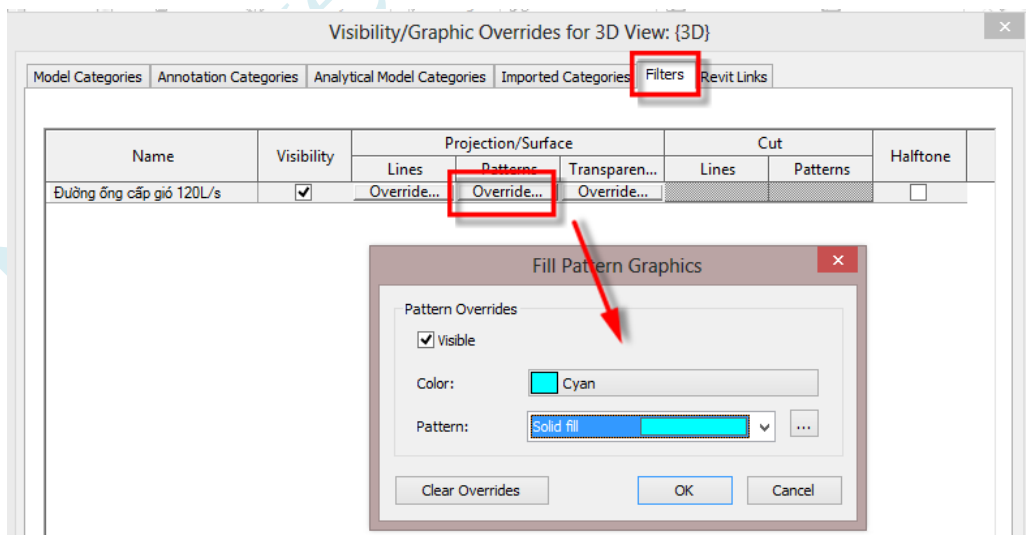 Visibility/Graphic Overrides for 3D View: {3D}
Model Categories Annotation Categories Analytical Model Categories Imported Categories Filters Revit Links
Name Visibility Projection/Surface Cut Halftone
Lines Patterns Transparen... Lines Patterns
Đường ống cấp gió 120L/s Override... Override... Override...
Fill Pattern Graphics
Pattern Overrides
Visible
Color: Cyan
Pattern: Solid fill ...
Clear Overrides OK Cancel